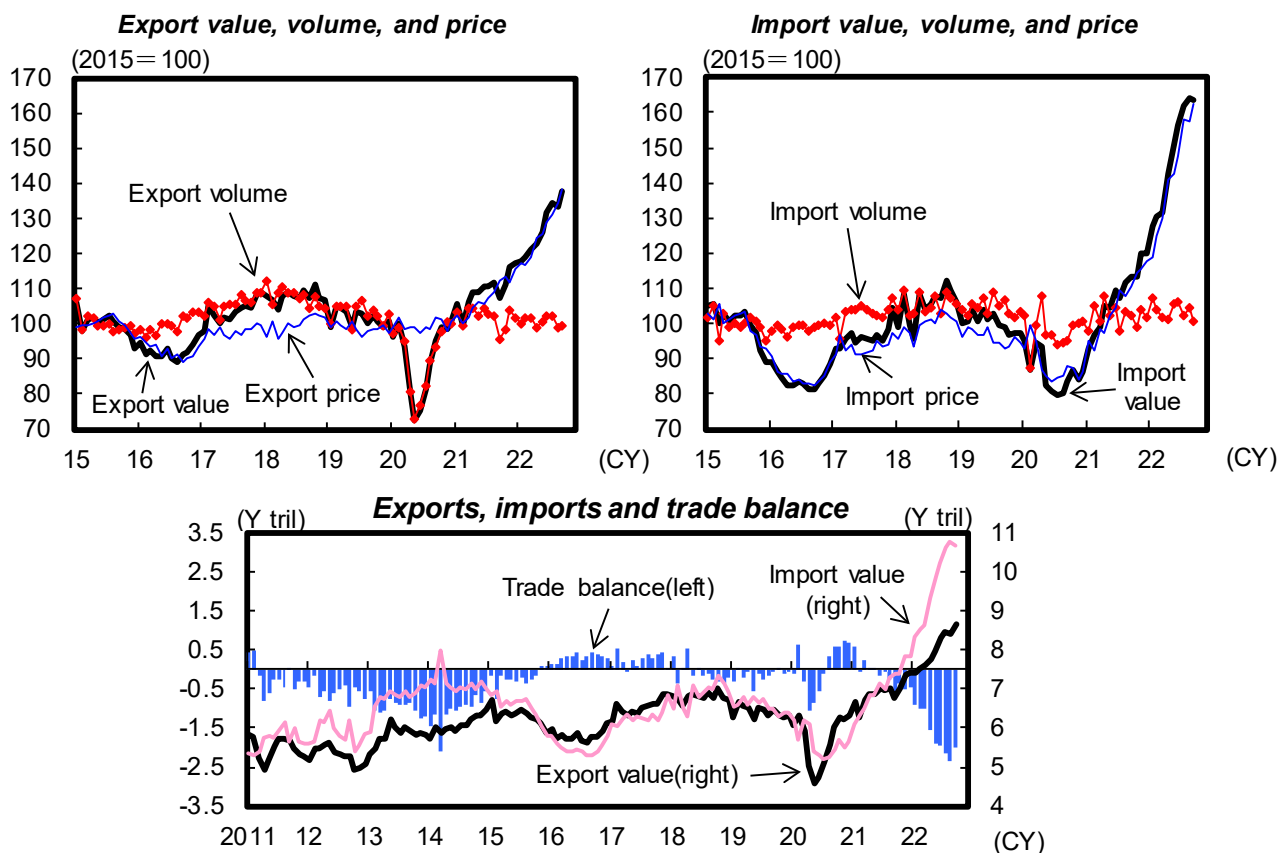 Export value, volume, and price
(2015＝100)
170
160
150
140
130
120
110
100
90
80
70
Export volume
Export value
Export price
15 16 17 18 19 20 21 22 (CY)
Import value, volume, and price
(2015＝100)
170
160
150
140
130
120
110
100
90
80
70
Import volume
Import price
Import
value
15 16 17 18 19 20 21 22 (CY)
Exports, imports and trade balance
(Y tril)
(Y tril)
3.5
2.5
1.5
0.5
-0.5
-1.5
-2.5
-3.5
Trade balance(left)
Import value
(right)
Export value(right)
11
10
9
8
7
6
5
4
2011 12 13 14 15 16 17 18 19 20 21 22 (CY)